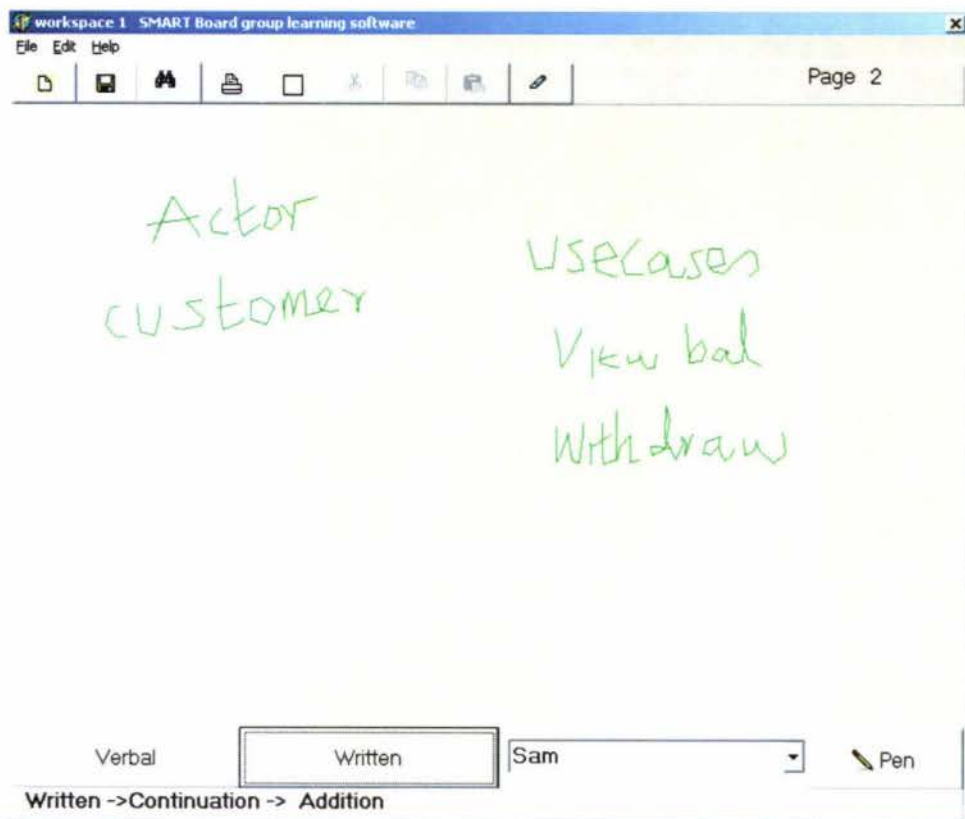 workspace 1 SMART Board group learning software
File Edit Help
Page 2
Actor
customer
usecases
View bal
Withdraw
Verbal
Written
Sam
Pen
Written ->Continuation -> Addition